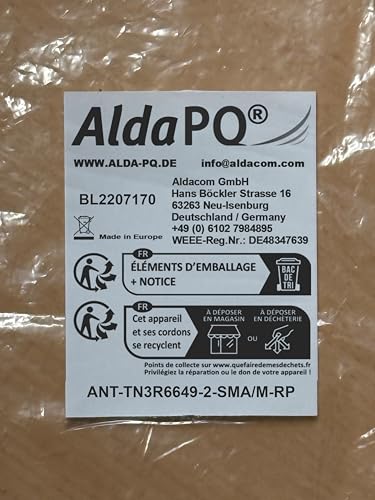 AldaPQ®
WWW.ALDA-PQ.DE info@aldacom.com
Aldacom GmbH
BL2207170 Hans Böckler Strasse 16
63263 Neu-Isenburg
Deutschland / Germany
+49 (0) 6102 7984895
Made in Europe WEEE-Reg.Nr.: DE48347639
FR
ÉLÉMENTS D'EMBALLAGE
+ NOTICE
BAC
DE
TRI
FR
Cet appareil
et ses cordons
se recyclent
À DÉPOSER
EN MAGASIN
OU
À DÉPOSER
EN DÉCHÈTERIE
Points de collecte sur www.quefairedemesdechets.fr
Privilégiez la réparation ou le don de votre appareil !
ANT-TN3R6649-2-SMA/M-RP